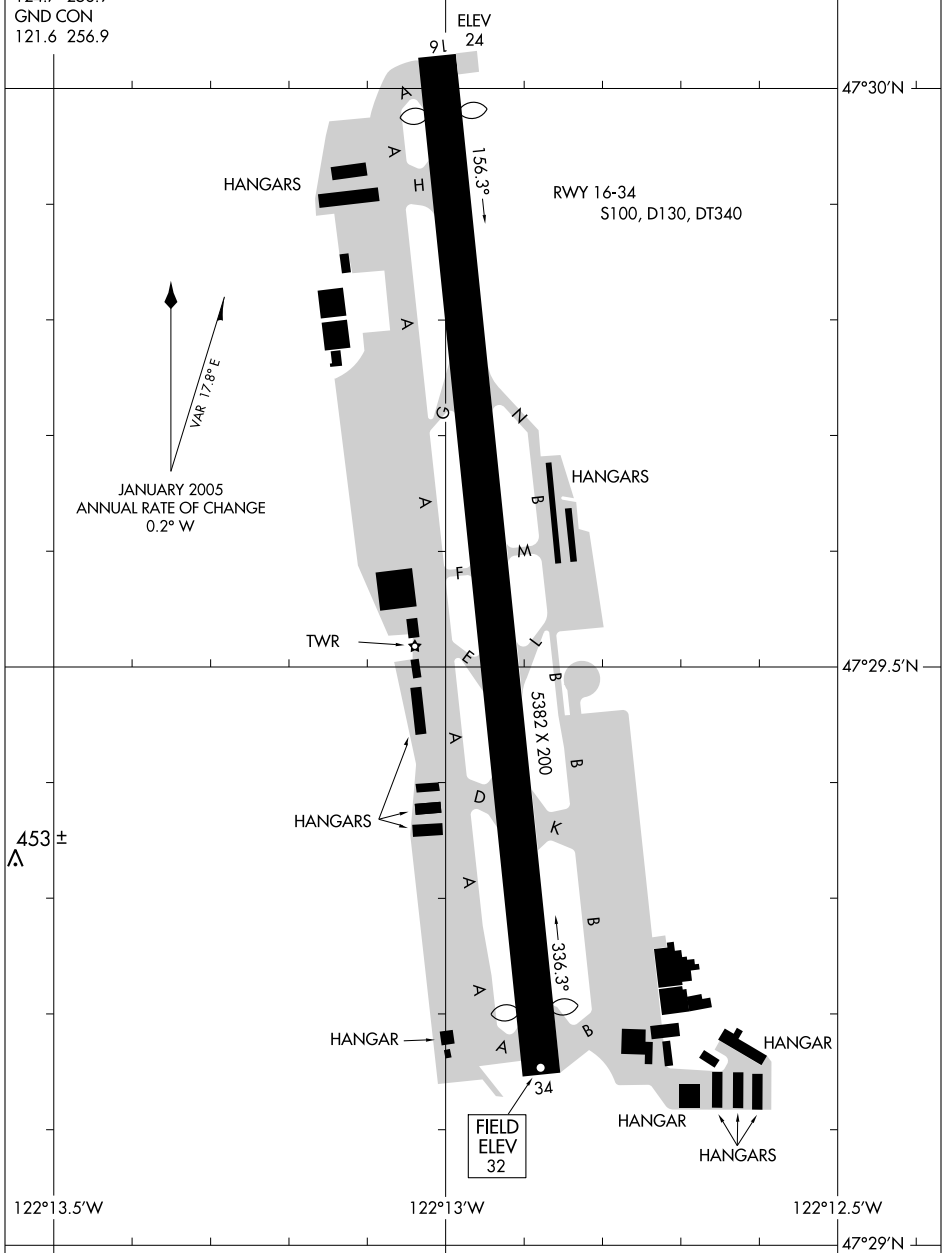 GND CON
121.6 256.9
ELEV
24
16
47°30'N
A
A
H
156.3°
HANGARS
RWY 16-34
S100, D130, DT340
A
VAR 17.8° E
G
N
JANUARY 2005
ANNUAL RATE OF CHANGE
0.2° W
HANGARS
A
B
M
F
TWR
L
E
47°29.5'N
B
5382 X 200
A
B
D
K
HANGARS
453 ±
A
B
336.3°
A
B
HANGAR
A
HANGAR
34
FIELD
ELEV
32
HANGAR
HANGARS
122°13.5'W
122°13'W
122°12.5'W
47°29'N